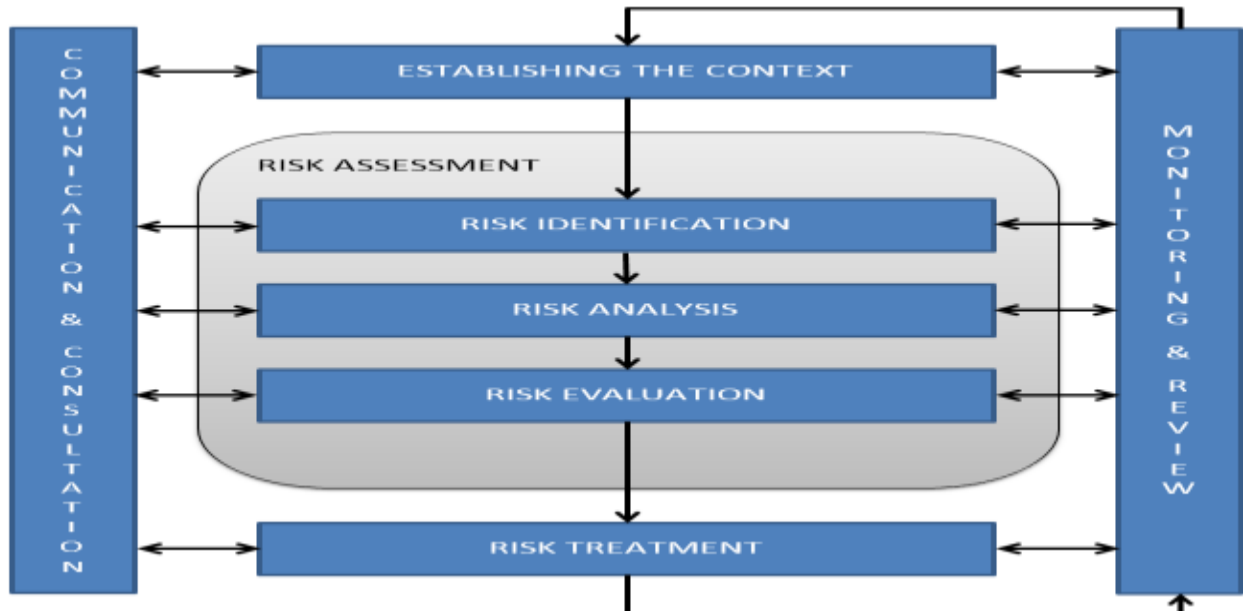 COMMUNICATION & CONSULTATION
ESTABLISHING THE CONTEXT
RISK ASSESSMENT
RISK IDENTIFICATION
RISK ANALYSIS
RISK EVALUATION
RISK TREATMENT
MONITORING & REVIEW